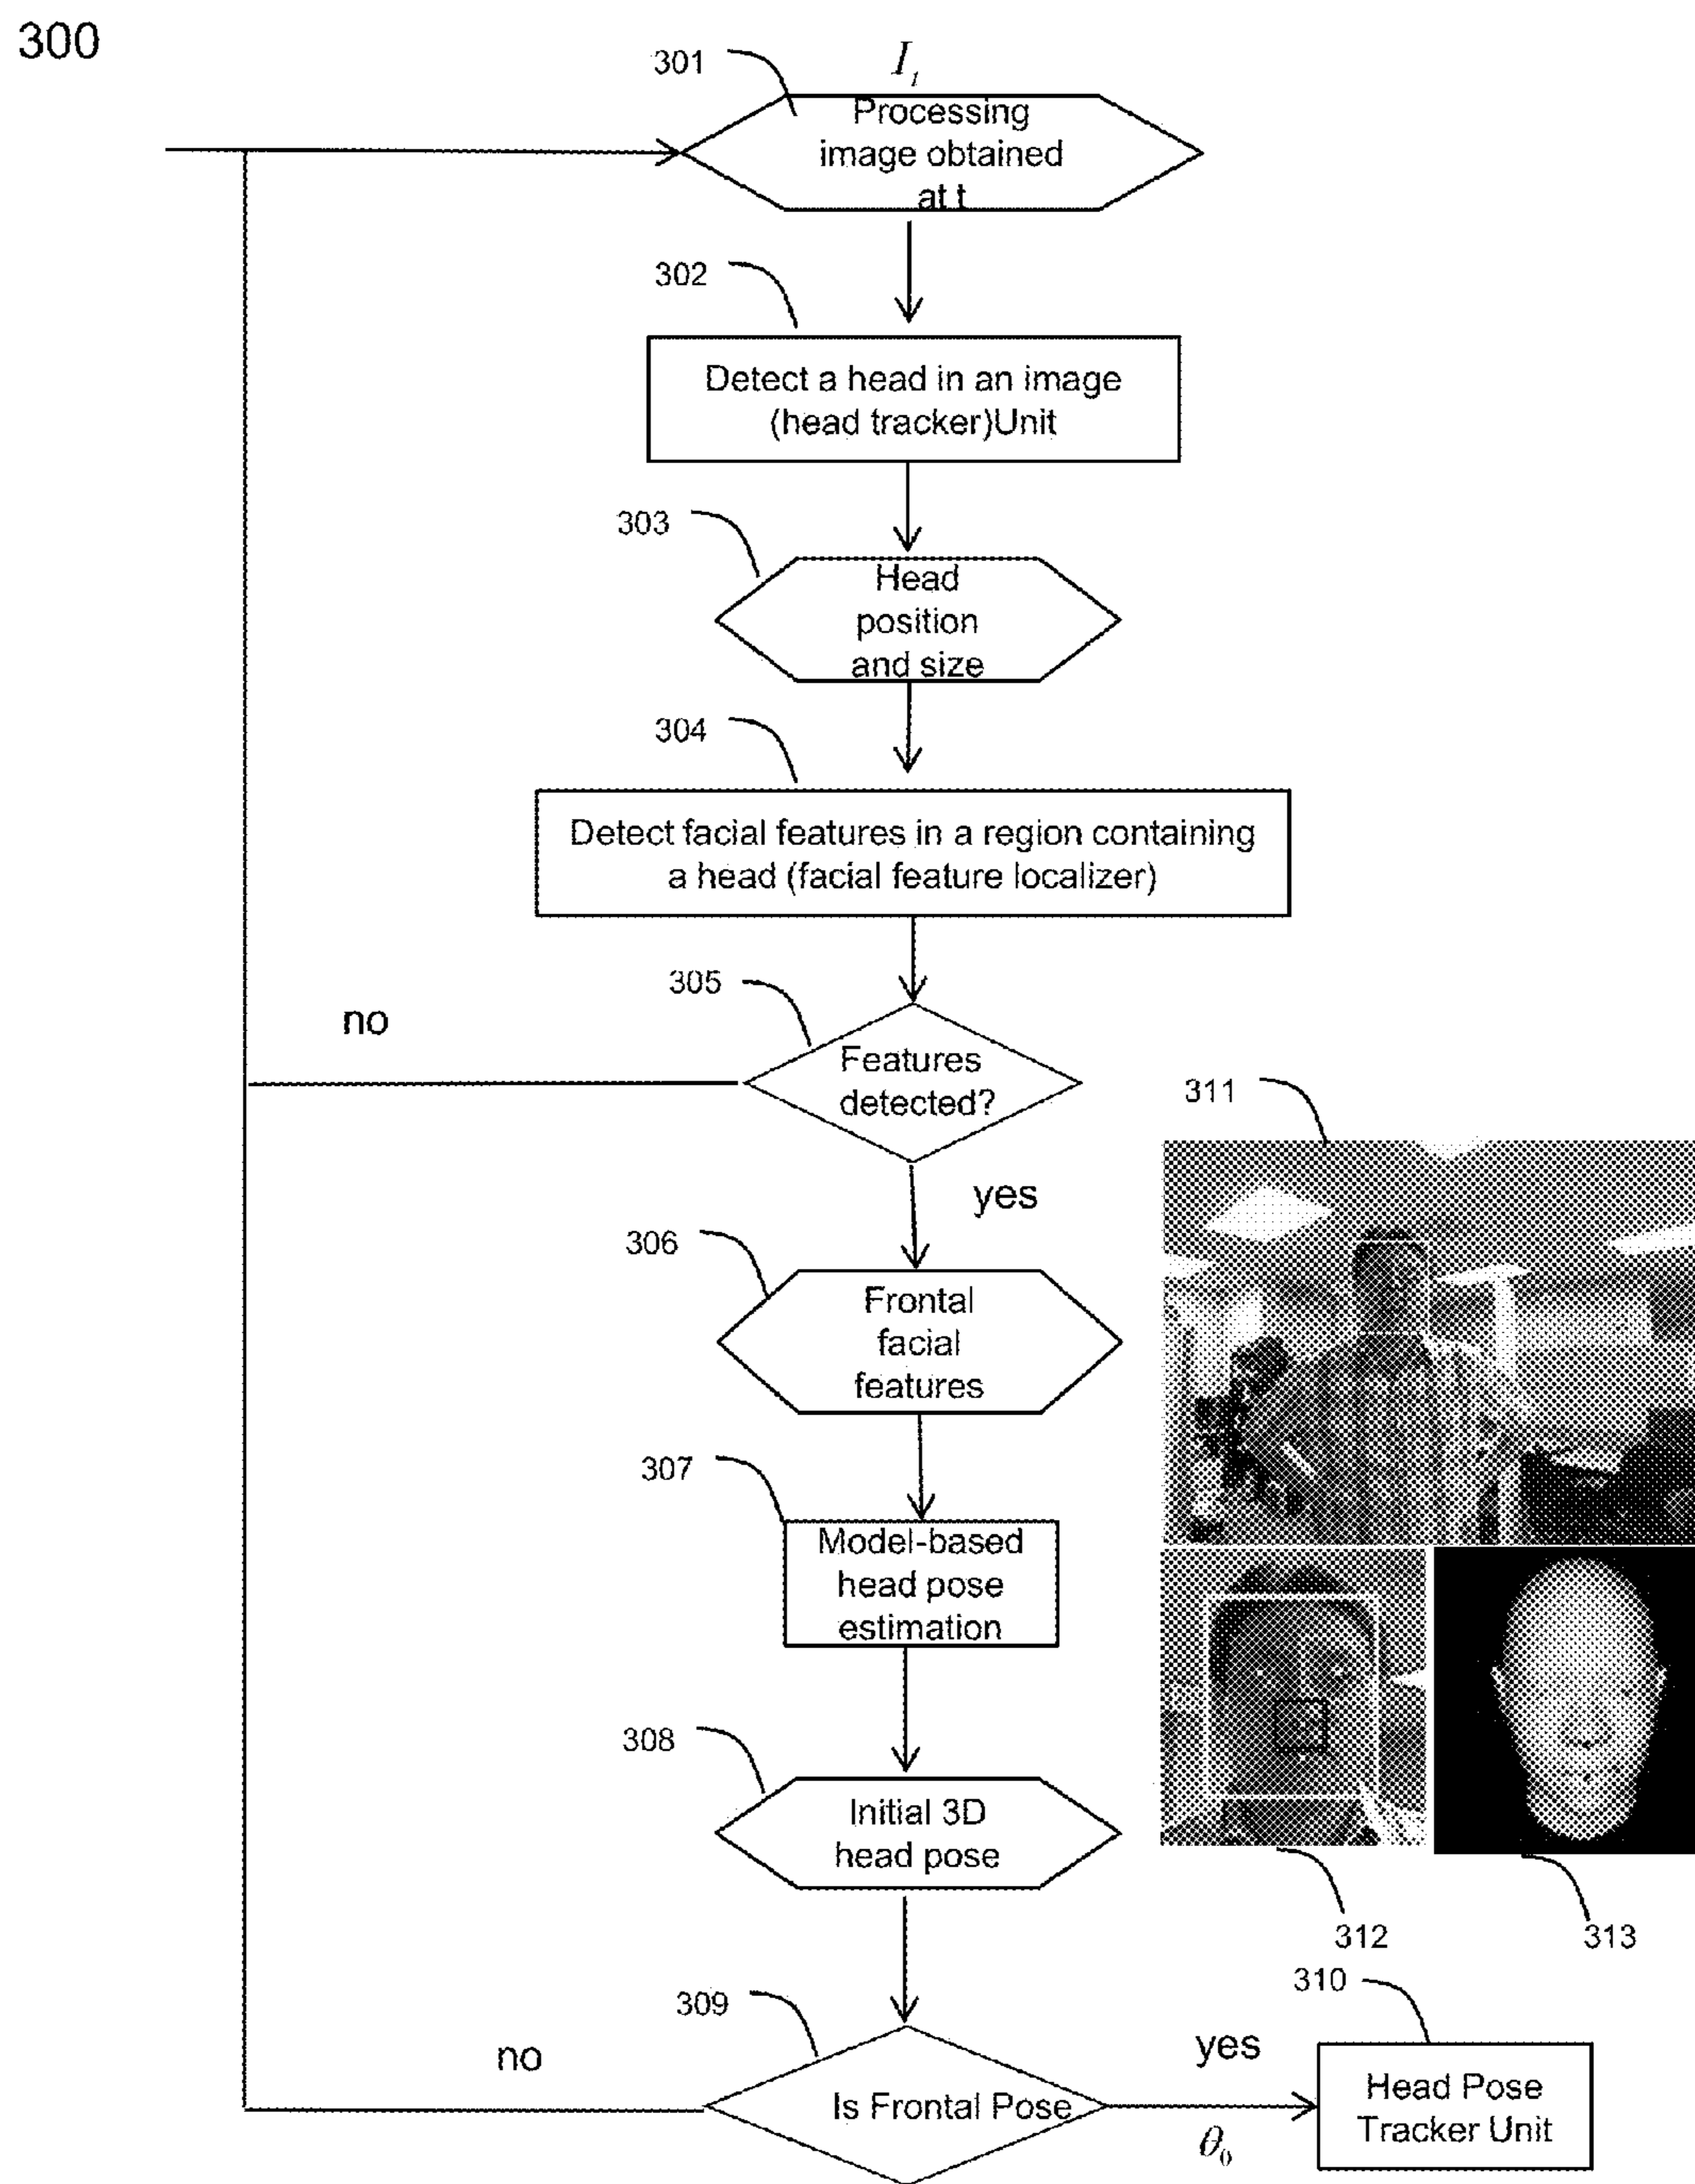 300
301
I_t
Processing
image obtained
at t
302
Detect a head in an image
(head tracker)Unit
303
Head
position
and size
304
Detect facial features in a region containing
a head (facial feature localizer)
305
no
Features
detected?
311
yes
306
Frontal
facial
features
307
Model-based
head pose
estimation
308
Initial 3D
head pose
312
313
310
309
no
yes
Is Frontal Pose
θ₀
Head Pose
Tracker Unit